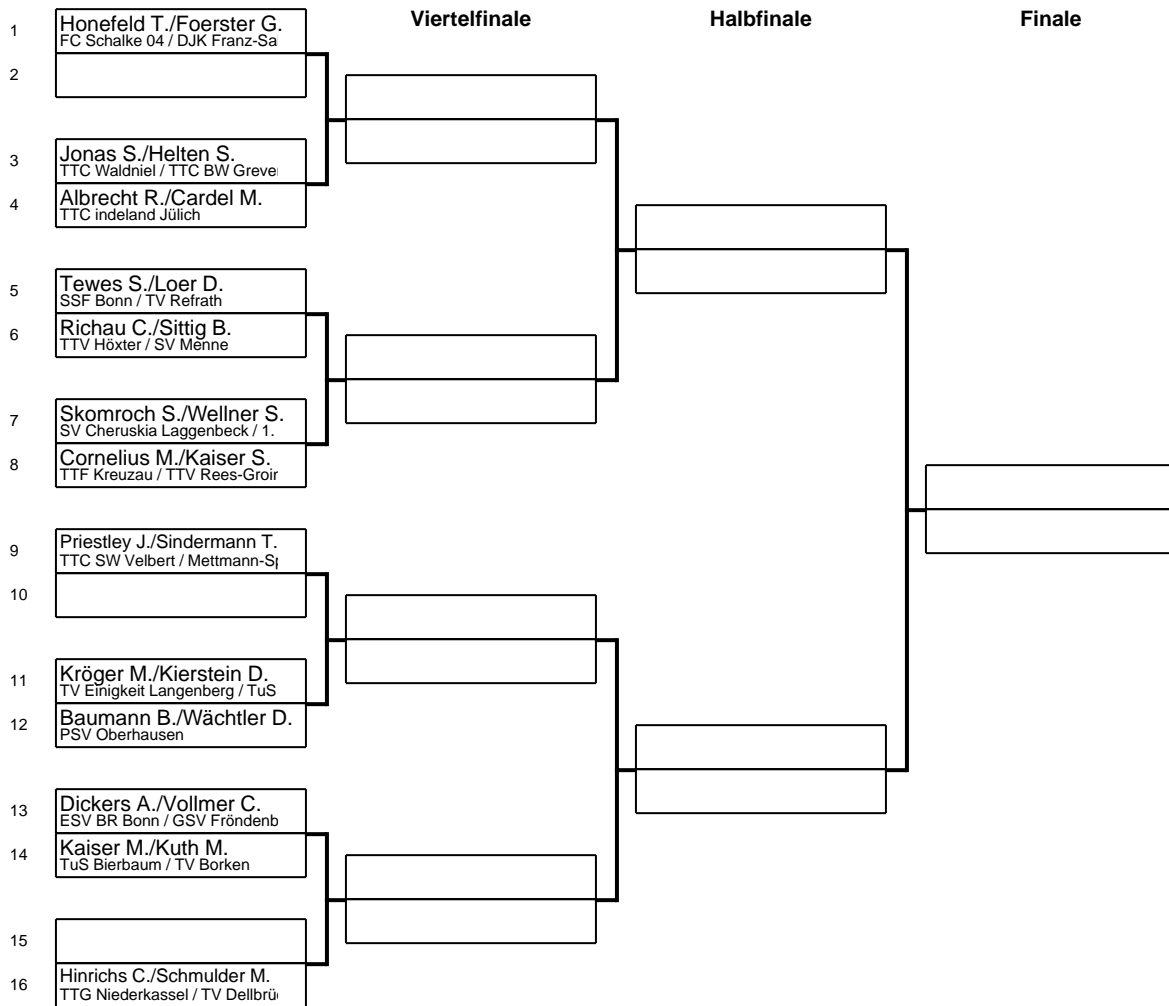 Viertelfinale Halbfinale Finale
1 Honefeld T./Foerster G.
FC Schalke 04 / DJK Franz-Sa
2
3 Jonas S./Helten S.
TTC Waldniel / TTC BW Greve
4 Albrecht R./Cardel M.
TTC indeland Jülich
5 Tewes S./Loer D.
SSF Bonn / TV Refrath
6 Richau C./Sittig B.
TTV Höxter / SV Menne
7 Skomroch S./Wellner S.
SV Cheruskia Laggenbeck / 1.
8 Cornelius M./Kaiser S.
TTF Kreuzau / TTV Rees-Groin
9 Priestley J./Sindermann T.
TTC SW Velbert / Mettmann-Sp
10
11 Kröger M./Kierstein D.
TV Einigkeit Langenberg / TuS
12 Baumann B./Wächtler D.
PSV Oberhausen
13 Dickers A./Vollmer C.
ESV BR Bonn / GSV Fröndenb
14 Kaiser M./Kuth M.
TuS Bierbaum / TV Borken
15
16 Hinrichs C./Schmulder M.
TTG Niederkassel / TV Dellbrü